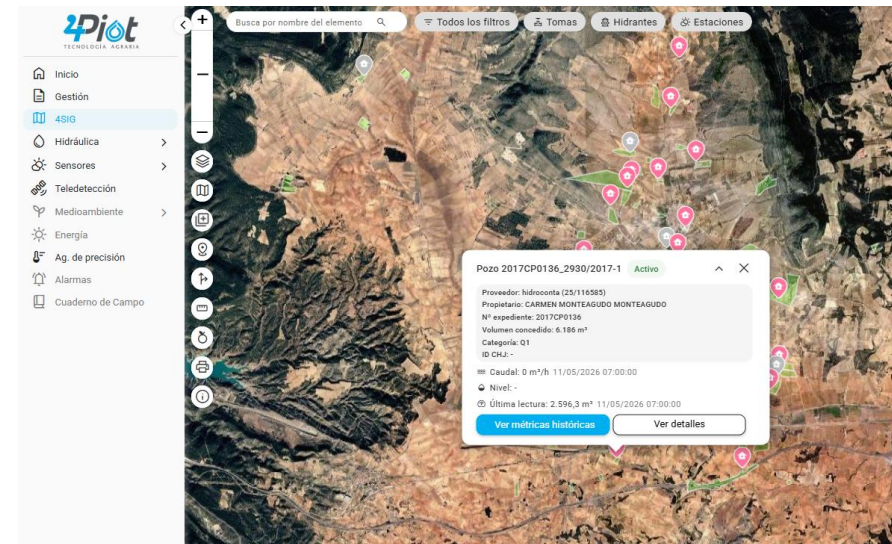 4Piot
TECNOLOGÍA AGRARIA
Inicio
Gestión
4SIG
Hidráulica
Sensores
Teledetección
Medioambiente
Energía
Ag. de precisión
Alarmas
Cuaderno de Campo
Busca por nombre del elemento
Todos los filtros
Tomas
Hidrantes
Estaciones
Pozo 2017CP0136_2930/2017-1 Activo
Proveedor: hidroconta (25/116585)
Propietario: CARMEN MONTEAGUDO MONTEAGUDO
Nº expediente: 2017CP0136
Volumen concedido: 6.186 m³
Categoría: Q1
ID CHJ: -
Caudal: 0 m³/h 11/05/2026 07:00:00
Nivel: -
Última lectura: 2.596,3 m³ 11/05/2026 07:00:00
Ver métricas históricas
Ver detalles